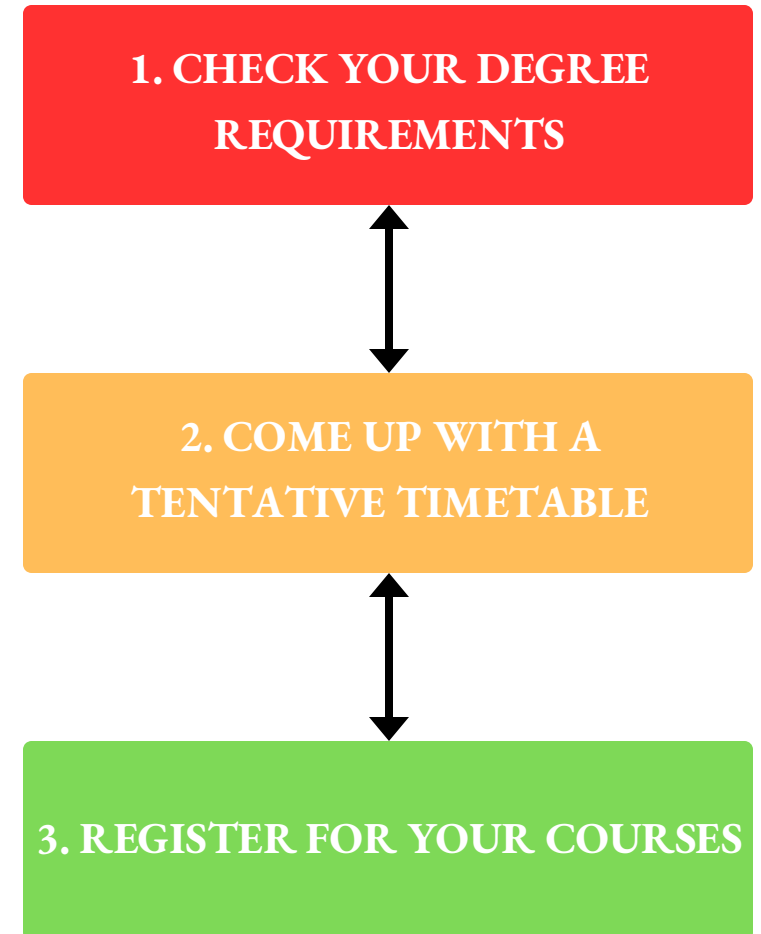 1. CHECK YOUR DEGREE
REQUIREMENTS
2. COME UP WITH A
TENTATIVE TIMETABLE
3. REGISTER FOR YOUR COURSES